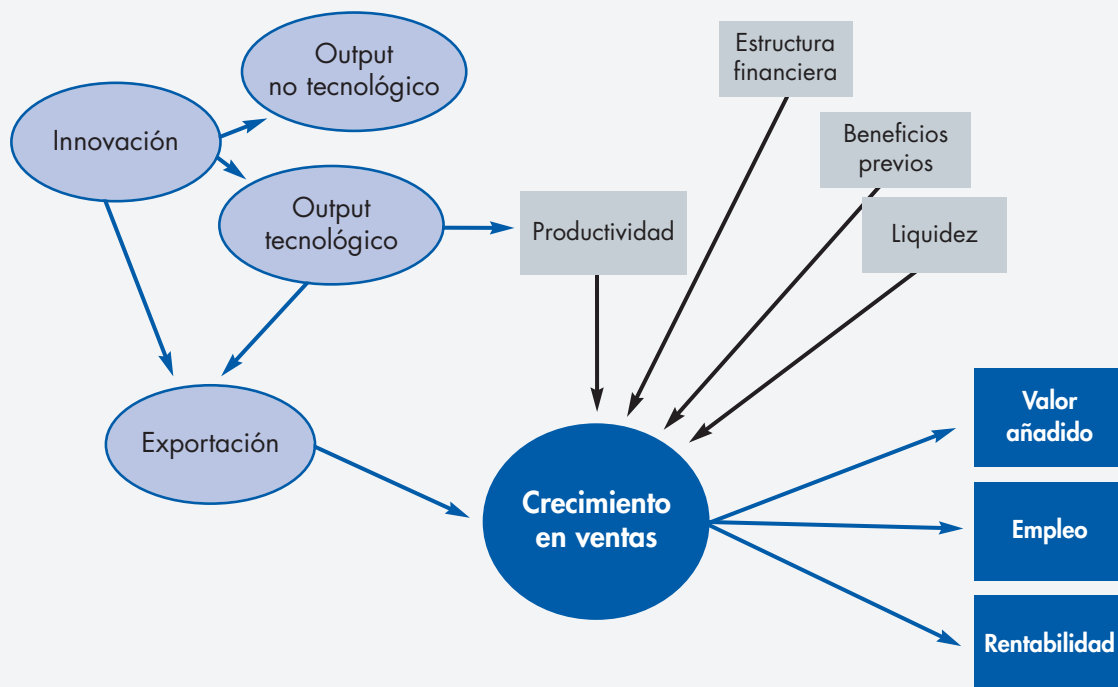 Output
no tecnológico
Estructura
financiera
Innovación
Beneficios
previos
Output
tecnológico
Productividad
Liquidez
Exportación
Valor
añadido
Crecimiento
en ventas
Empleo
Rentabilidad